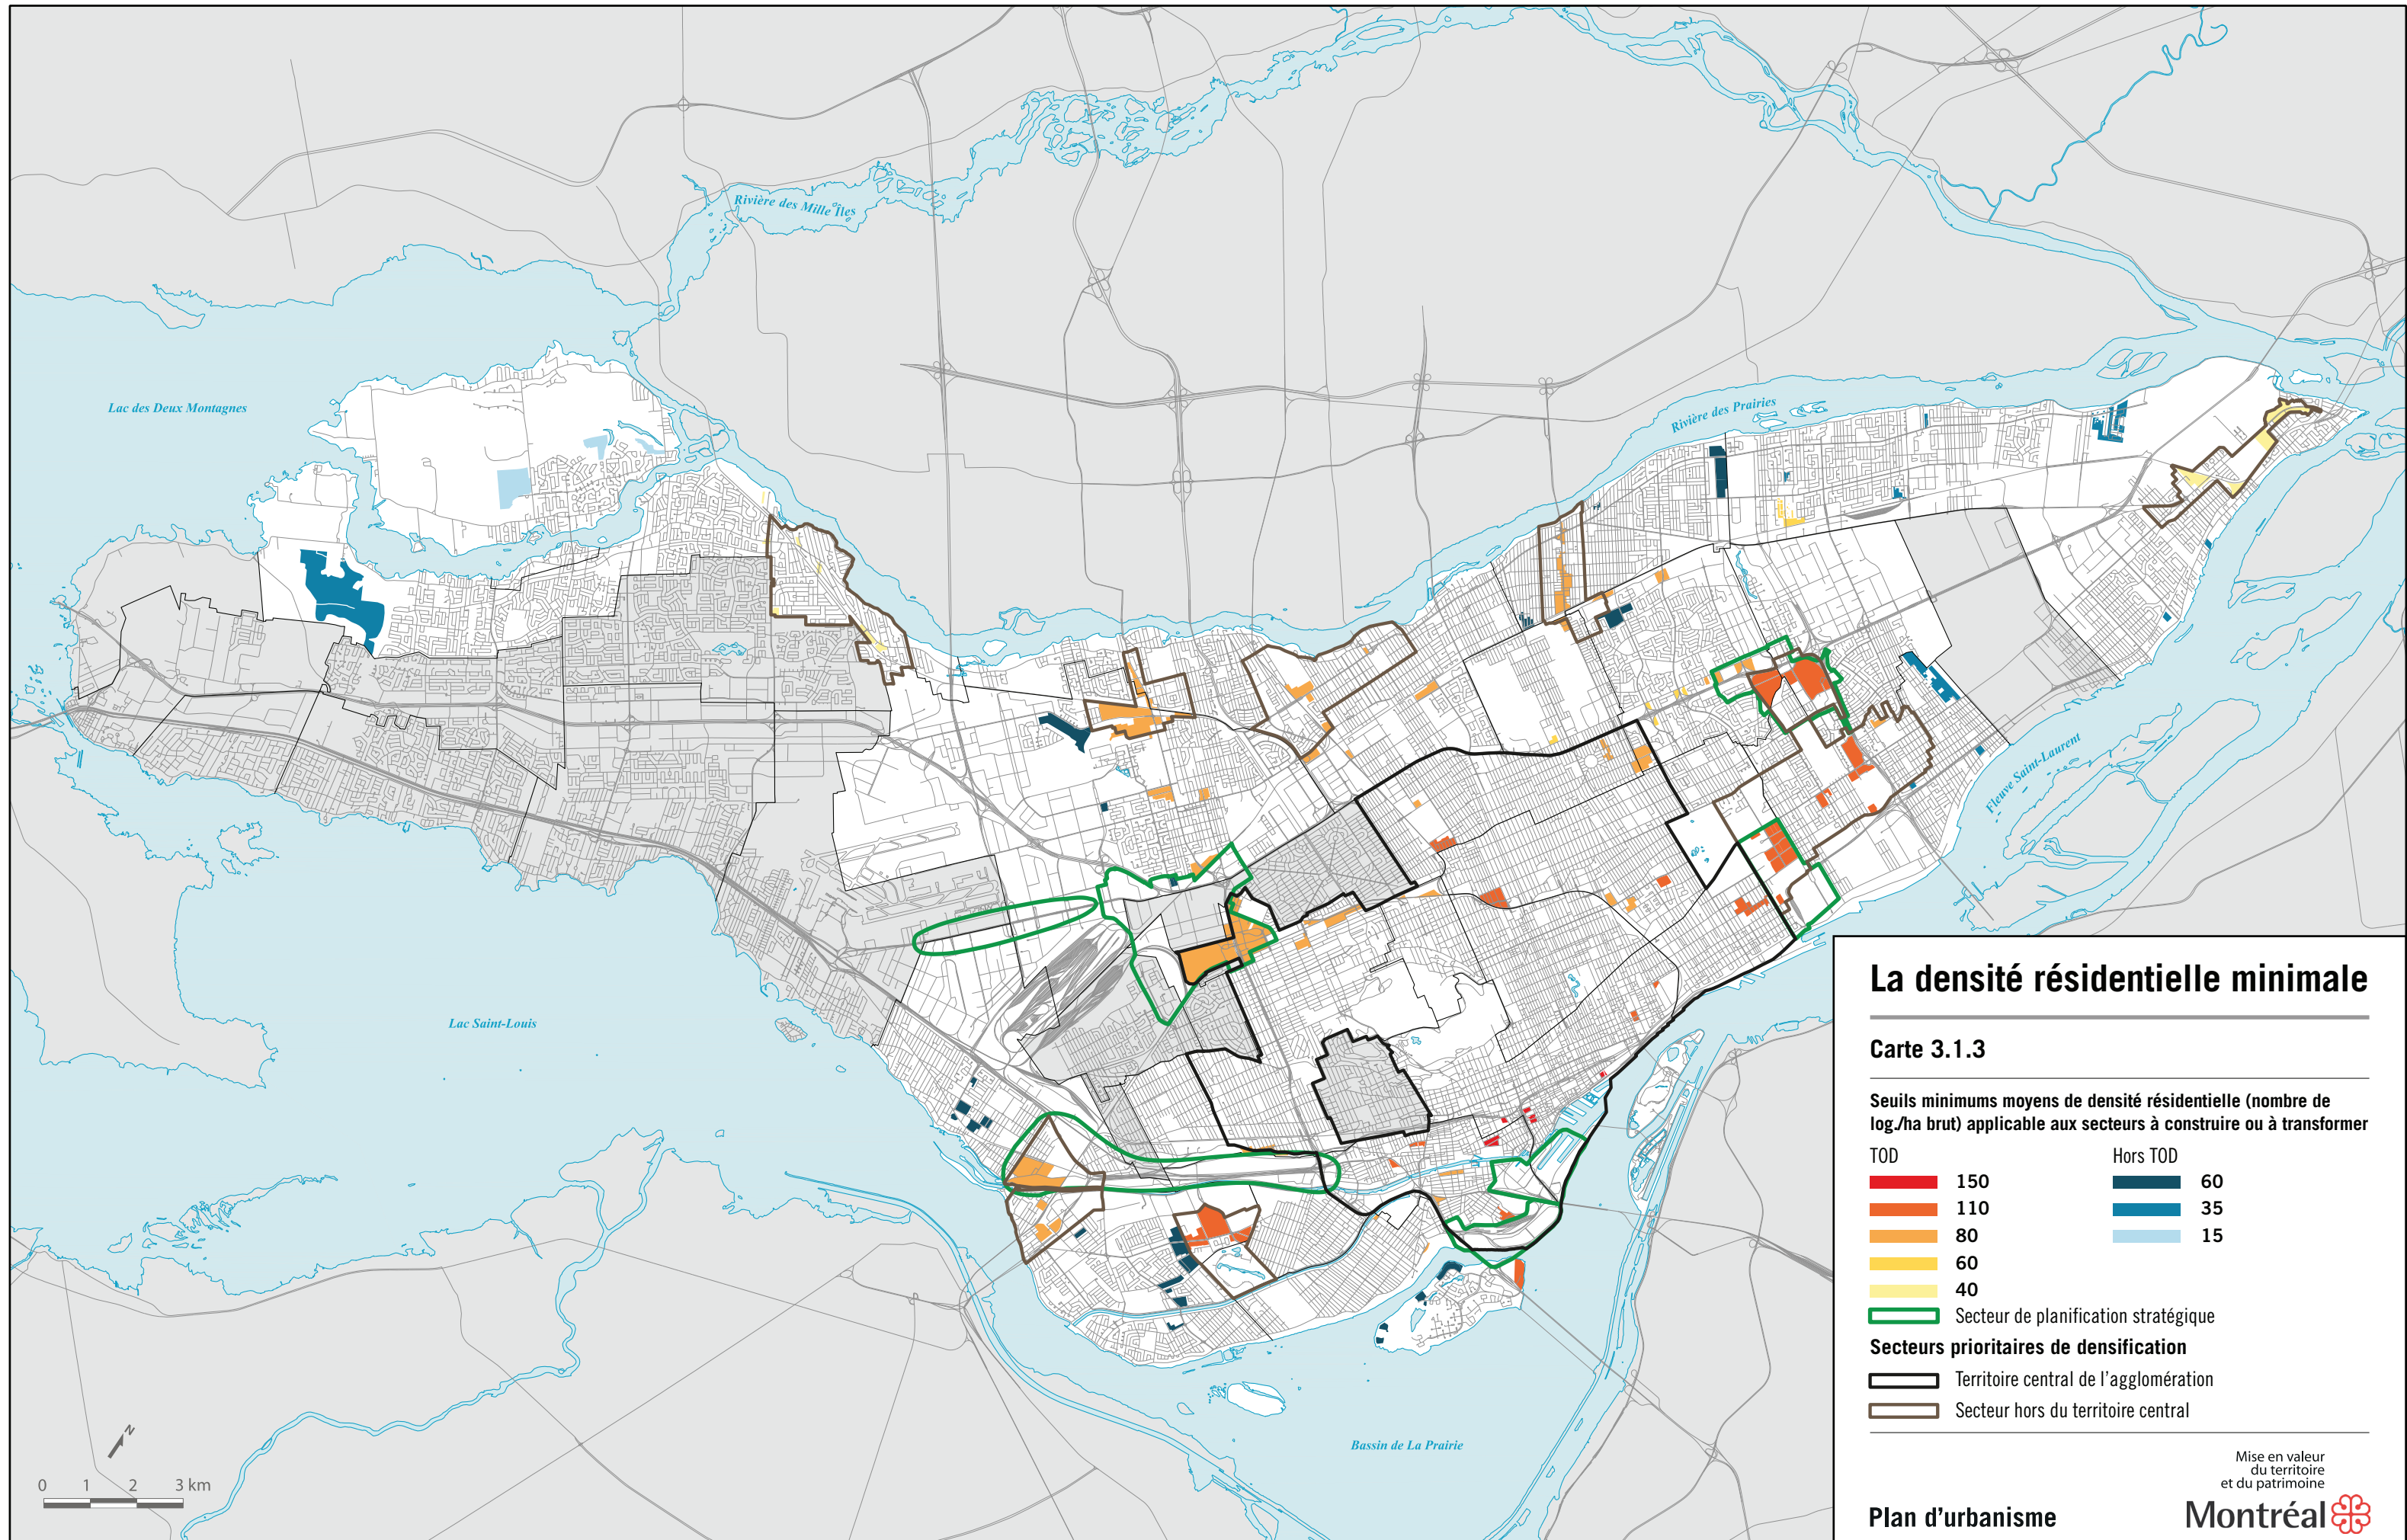 Rivière des Mille Îles
Lac des Deux Montagnes
Rivière des Prairies
Fleuve Saint-Laurent
Lac Saint-Louis
Bassin de La Prairie
N
0 1 2 3 km
La densité résidentielle minimale
Carte 3.1.3
Seuils minimums moyens de densité résidentielle (nombre de
log./ha brut) applicable aux secteurs à construire ou à transformer
TOD Hors TOD
150 60
110 35
80 15
60
40
Secteur de planification stratégique
Secteurs prioritaires de densification
Territoire central de l’agglomération
Secteur hors du territoire central
Mise en valeur
du territoire
et du patrimoine
Plan d’urbanisme
Montréal